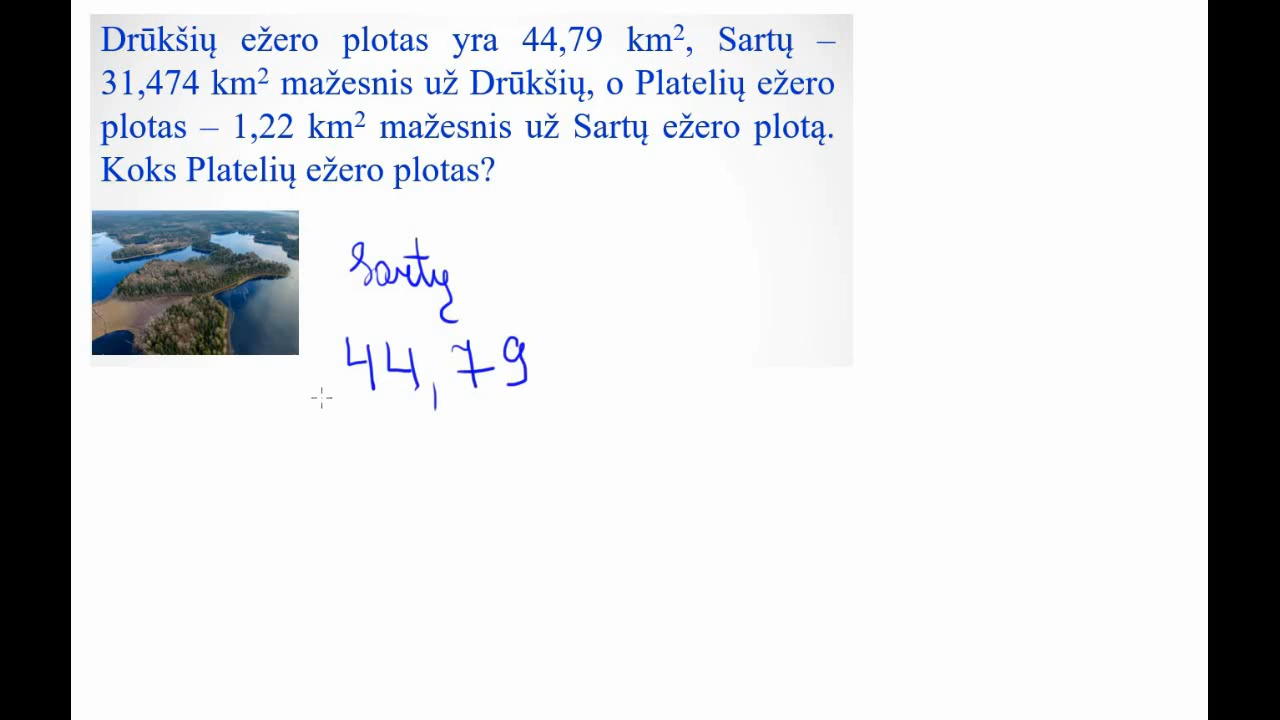 Drūkšių ežero plotas yra 44,79 km², Sartų –
31,474 km² mažesnis už Drūkšių, o Platelių ežero
plotas – 1,22 km² mažesnis už Sartų ežero plotą.
Koks Platelių ežero plotas?
Sartų
44,79